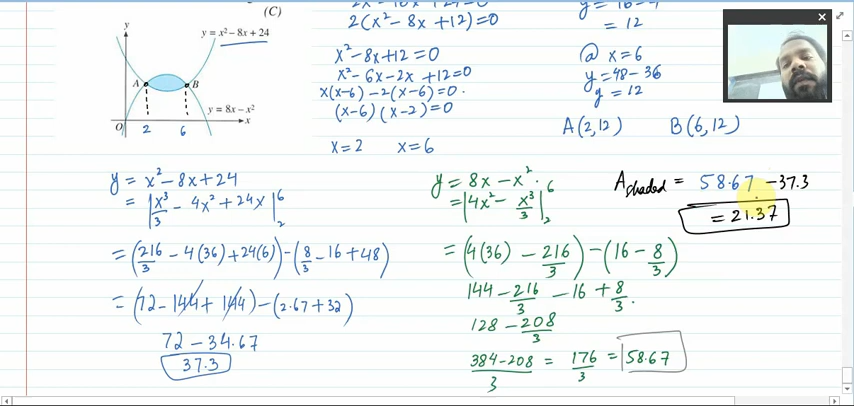 (C)
y = x² − 8x + 24
y
A
B
y = 8x − x²
O
2
6
x
2(x² − 8x + 12) = 0
x² − 8x + 12 = 0
x² − 6x − 2x + 12 = 0
x(x−6) − 2(x−6) = 0
(x−6)(x−2) = 0
x = 2 x = 6
= 12
@ x = 6
y = 48 − 36
y = 12
A(2,12) B(6,12)
y = x² − 8x + 24
= |x³/3 − 4x² + 24x|₂⁶
= (216/3 − 4(36) + 24(6)) − (8/3 − 16 + 48)
= (72 − 144 + 144) − (2.67 + 32)
72 − 34.67
37.3
y = 8x − x².
= |4x² − x³/3|₂⁶
= (4(36) − 216/3) − (16 − 8/3)
144 − 216/3 − 16 + 8/3.
128 − 208/3
384 − 208/3 = 176/3 = 58.67
A shaded = 58.67 − 37.3
= 21.37